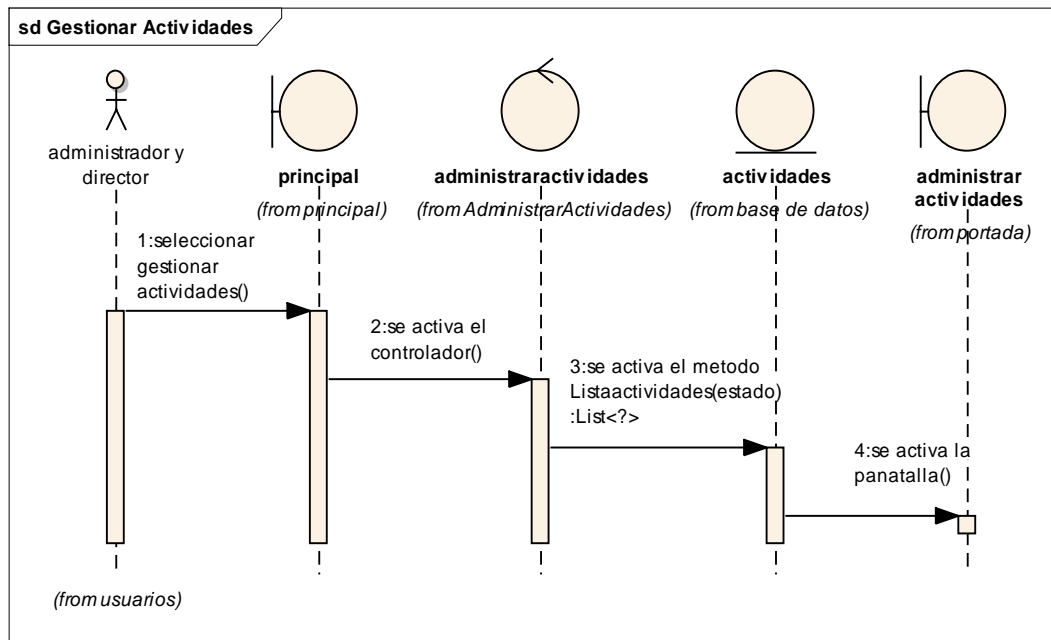 sd Gestionar Actividades
administrador y
director
principal
(from principal)
administraractividades
(from AdministrarActividades)
actividades
(from base de datos)
administrar
actividades
(from portada)
1:seleccionar
gestionar
actividades()
2:se activa el
controlador()
3:se activa el metodo
Listaactividades(estado)
:List<?>
4:se activa la
panatalla()
(from usuarios)